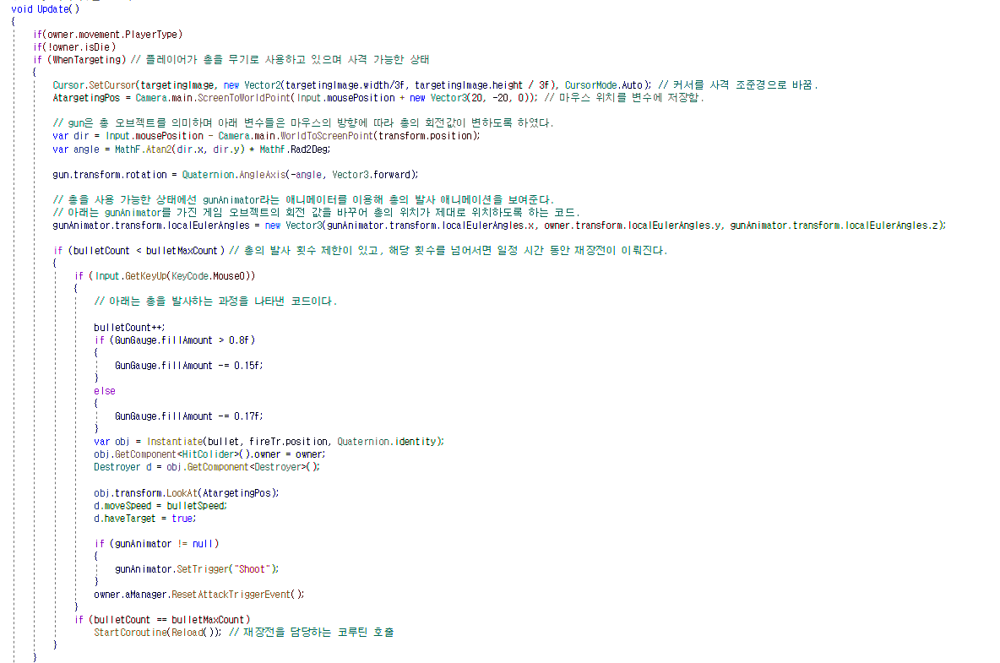 void Update()
{
if(owner.movement.PlayerType)
if(!owner.isDie)
if (WhenTargeting) // 플레이어가 총을 무기로 사용하고 있으며 사격 가능한 상태
{
Cursor.SetCursor(targetingImage, new Vector2(targetingImage.width/3f, targetingImage.height / 3f), CursorMode.Auto); // 커서를 사격 조준경으로 바꿈.
AtargetingPos = Camera.main.ScreenToWorldPoint(Input.mousePosition + new Vector3(20, -20, 0)); // 마우스 위치를 변수에 저장함.
// gun은 총 오브젝트를 의미하며 아래 변수들은 마우스의 방향에 따라 총의 회전값이 변하도록 하였다.
var dir = Input.mousePosition - Camera.main.WorldToScreenPoint(transform.position);
var angle = MathF.Atan2(dir.x, dir.y) * Mathf.Rad2Deg;
gun.transform.rotation = Quaternion.AngleAxis(-angle, Vector3.forward);
// 총을 사용 가능한 상태에선 gunAnimator라는 애니메이터를 이용해 총의 발사 애니메이션을 보여준다.
// 아래는 gunAnimator를 가진 게임 오브젝트의 회전 값을 바꾸어 총의 위치가 제대로 위치하도록 하는 코드.
gunAnimator.transform.localEulerAngles = new Vector3(gunAnimator.transform.localEulerAngles.x, owner.transform.localEulerAngles.y, gunAnimator.transform.localEulerAngles.z);
if (bulletCount < bulletMaxCount) // 총의 발사 횟수 제한이 있고, 해당 횟수를 넘어서면 일정 시간 동안 재장전이 이뤄진다.
{
if (Input.GetKeyUp(KeyCode.Mouse0))
{
// 아래는 총을 발사하는 과정을 나타낸 코드이다.
bulletCount++;
if (GunGauge.fillAmount > 0.8f)
{
GunGauge.fillAmount -= 0.15f;
}
else
{
GunGauge.fillAmount -= 0.17f;
}
var obj = Instantiate(bullet, fireTr.position, Quaternion.identity);
obj.GetComponent<HitColider>().owner = owner;
Destroyer d = obj.GetComponent<Destroyer>();
obj.transform.LookAt(AtargetingPos);
d.moveSpeed = bulletSpeed;
d.haveTarget = true;
if (gunAnimator != null)
{
gunAnimator.SetTrigger("Shoot");
}
owner.aManager.ResetAttackTriggerEvent();
}
if (bulletCount == bulletMaxCount)
StartCoroutine(Reload()); // 재장전을 담당하는 코루틴 호출
}
}